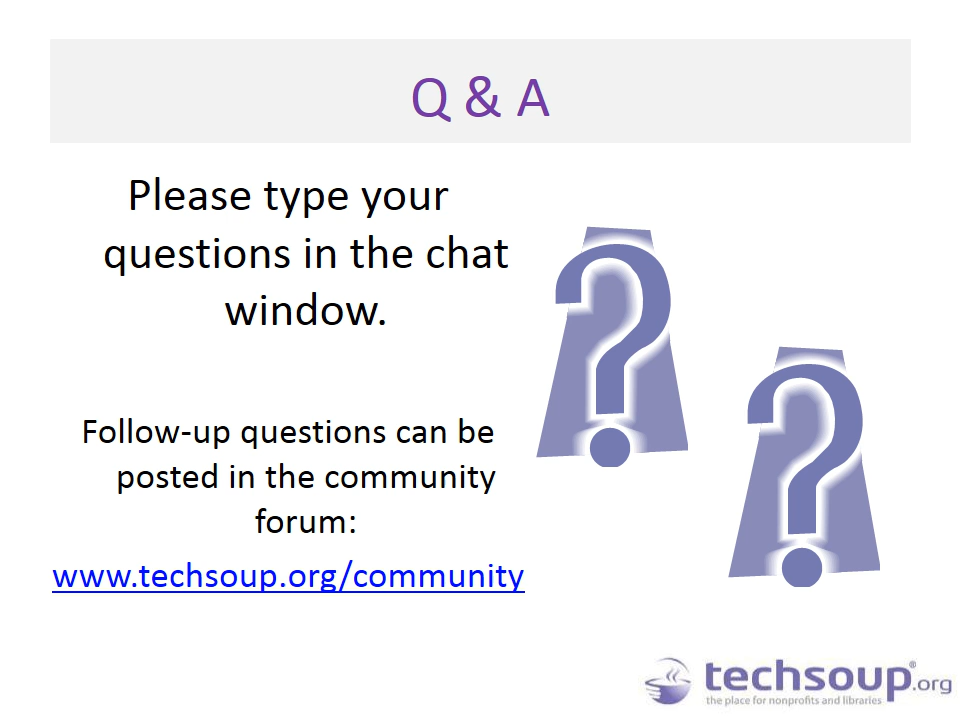 Q & A
Please type your
questions in the chat
window.
Follow-up questions can be
posted in the community
forum:
www.techsoup.org/community
techsoup®.org
the place for nonprofits and libraries